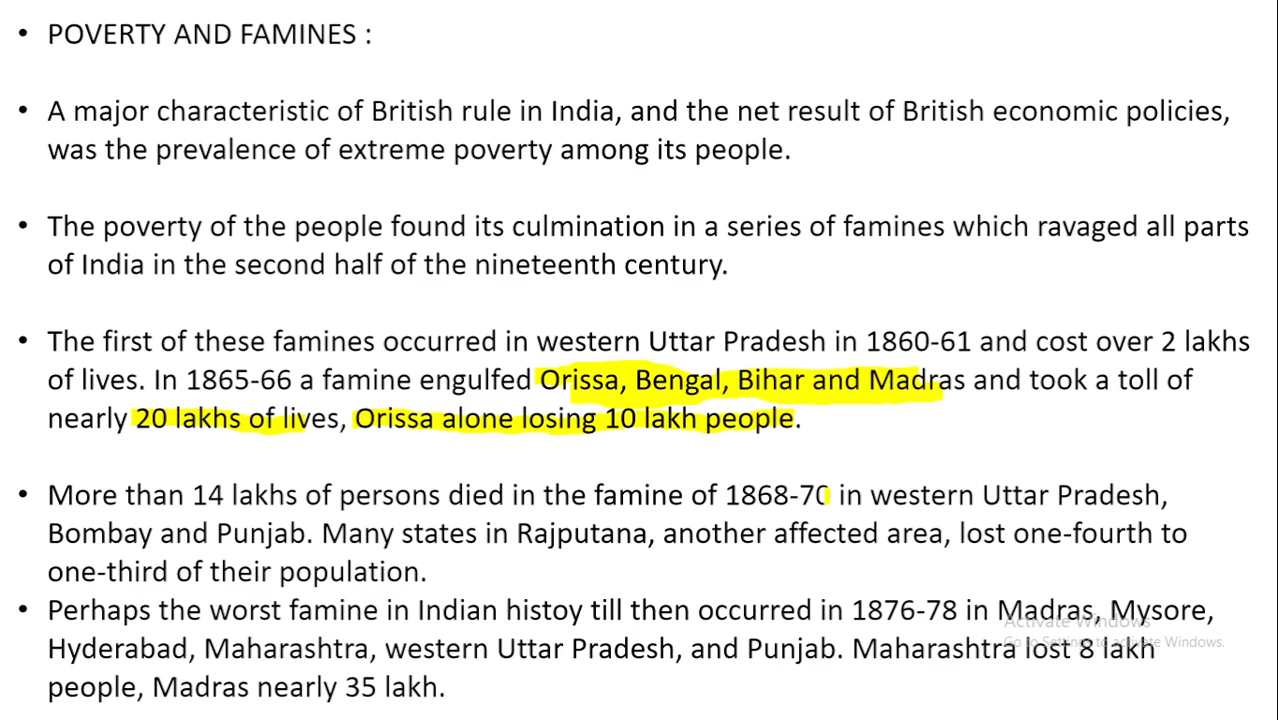 • POVERTY AND FAMINES :
• A major characteristic of British rule in India, and the net result of British economic policies,
was the prevalence of extreme poverty among its people.
• The poverty of the people found its culmination in a series of famines which ravaged all parts
of India in the second half of the nineteenth century.
• The first of these famines occurred in western Uttar Pradesh in 1860-61 and cost over 2 lakhs
of lives. In 1865-66 a famine engulfed Orissa, Bengal, Bihar and Madras and took a toll of
nearly 20 lakhs of lives, Orissa alone losing 10 lakh people.
• More than 14 lakhs of persons died in the famine of 1868-70 in western Uttar Pradesh,
Bombay and Punjab. Many states in Rajputana, another affected area, lost one-fourth to
one-third of their population.
• Perhaps the worst famine in Indian histoy till then occurred in 1876-78 in Madras, Mysore,
Hyderabad, Maharashtra, western Uttar Pradesh, and Punjab. Maharashtra lost 8 lakh
people, Madras nearly 35 lakh.
Activate Windows
Go to Settings to activate Windows.